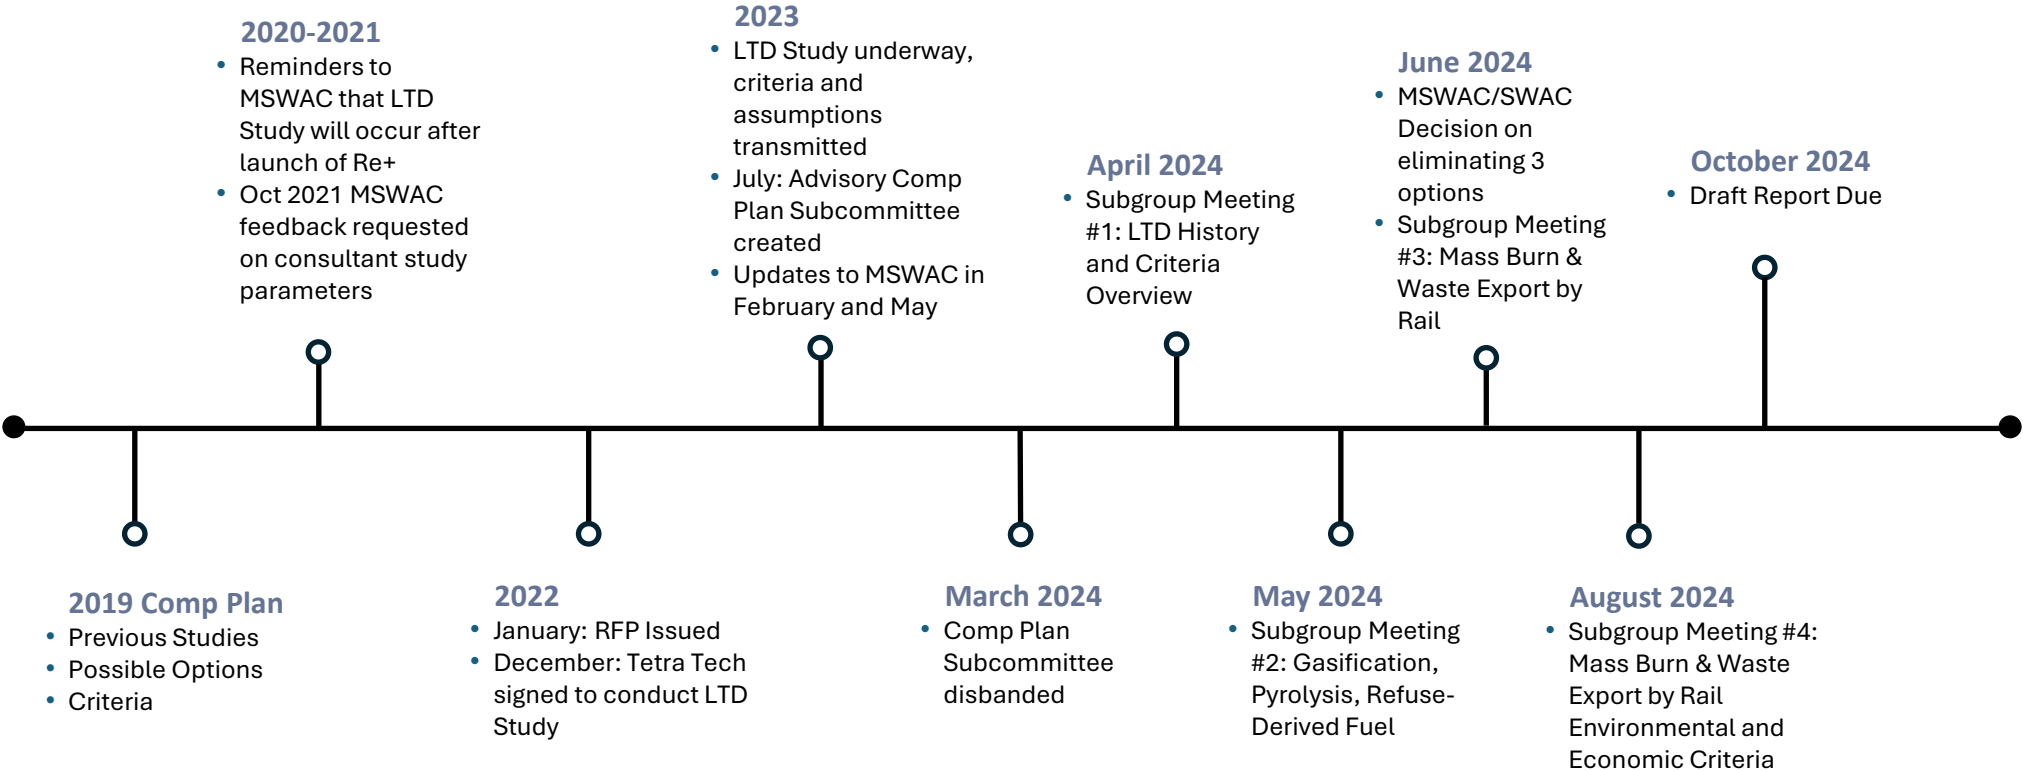 2020-2021
• Reminders to
MSWAC that LTD
Study will occur after
launch of Re+
• Oct 2021 MSWAC
feedback requested
on consultant study
parameters
2023
• LTD Study underway,
criteria and
assumptions
transmitted
• July: Advisory Comp
Plan Subcommittee
created
• Updates to MSWAC in
February and May
April 2024
• Subgroup Meeting
#1: LTD History
and Criteria
Overview
June 2024
• MSWAC/SWAC
Decision on
eliminating 3
options
• Subgroup Meeting
#3: Mass Burn &
Waste Export by
Rail
October 2024
• Draft Report Due
2019 Comp Plan
• Previous Studies
• Possible Options
• Criteria
2022
• January: RFP Issued
• December: Tetra Tech
signed to conduct LTD
Study
March 2024
• Comp Plan
Subcommittee
disbanded
May 2024
• Subgroup Meeting
#2: Gasification,
Pyrolysis, Refuse-
Derived Fuel
August 2024
• Subgroup Meeting #4:
Mass Burn & Waste
Export by Rail
Environmental and
Economic Criteria